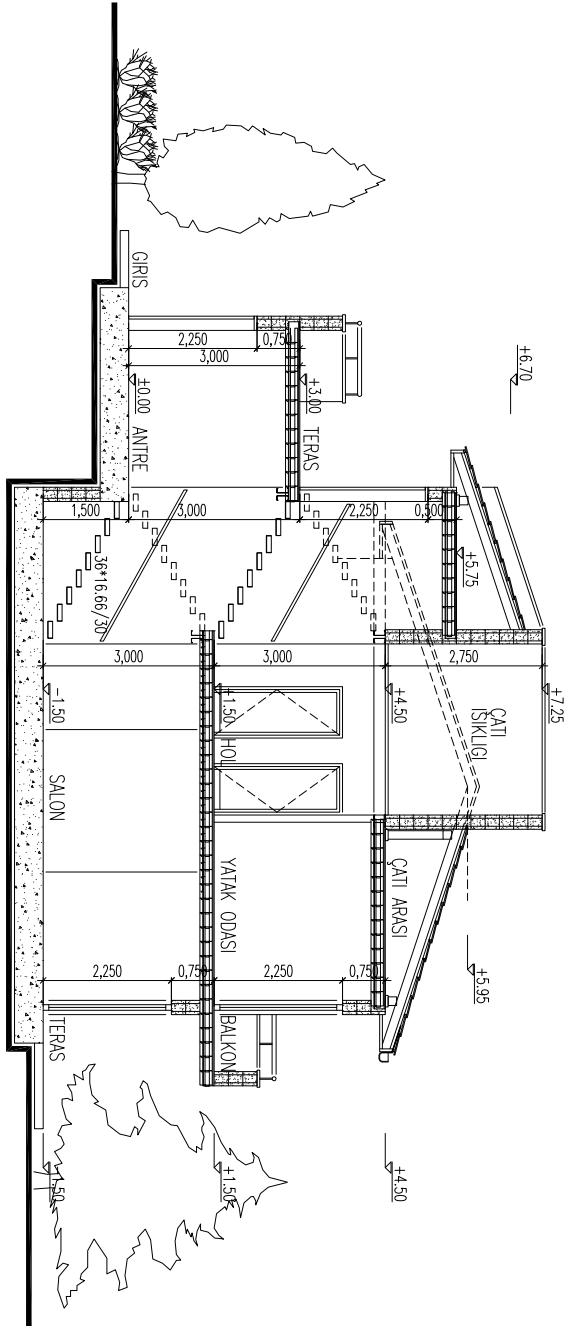 +7.25
+6.70
ÇATI
IŞIKLIGI
+5.95
+5.75
2,750
0,500
2,250
ÇATI ARASI
+4.50
+4.50
0,750
3,000
2,250
TERAS
+3.00
0,750
2,250
3,000
YATAK ODASI
BALKON
HOL
+1.50
+1.50
3,000
3,000
0,750
2,250
ANTRE
±0.00
GIRIS
1,500
36*16.66/30
SALON
TERAS
-1.50